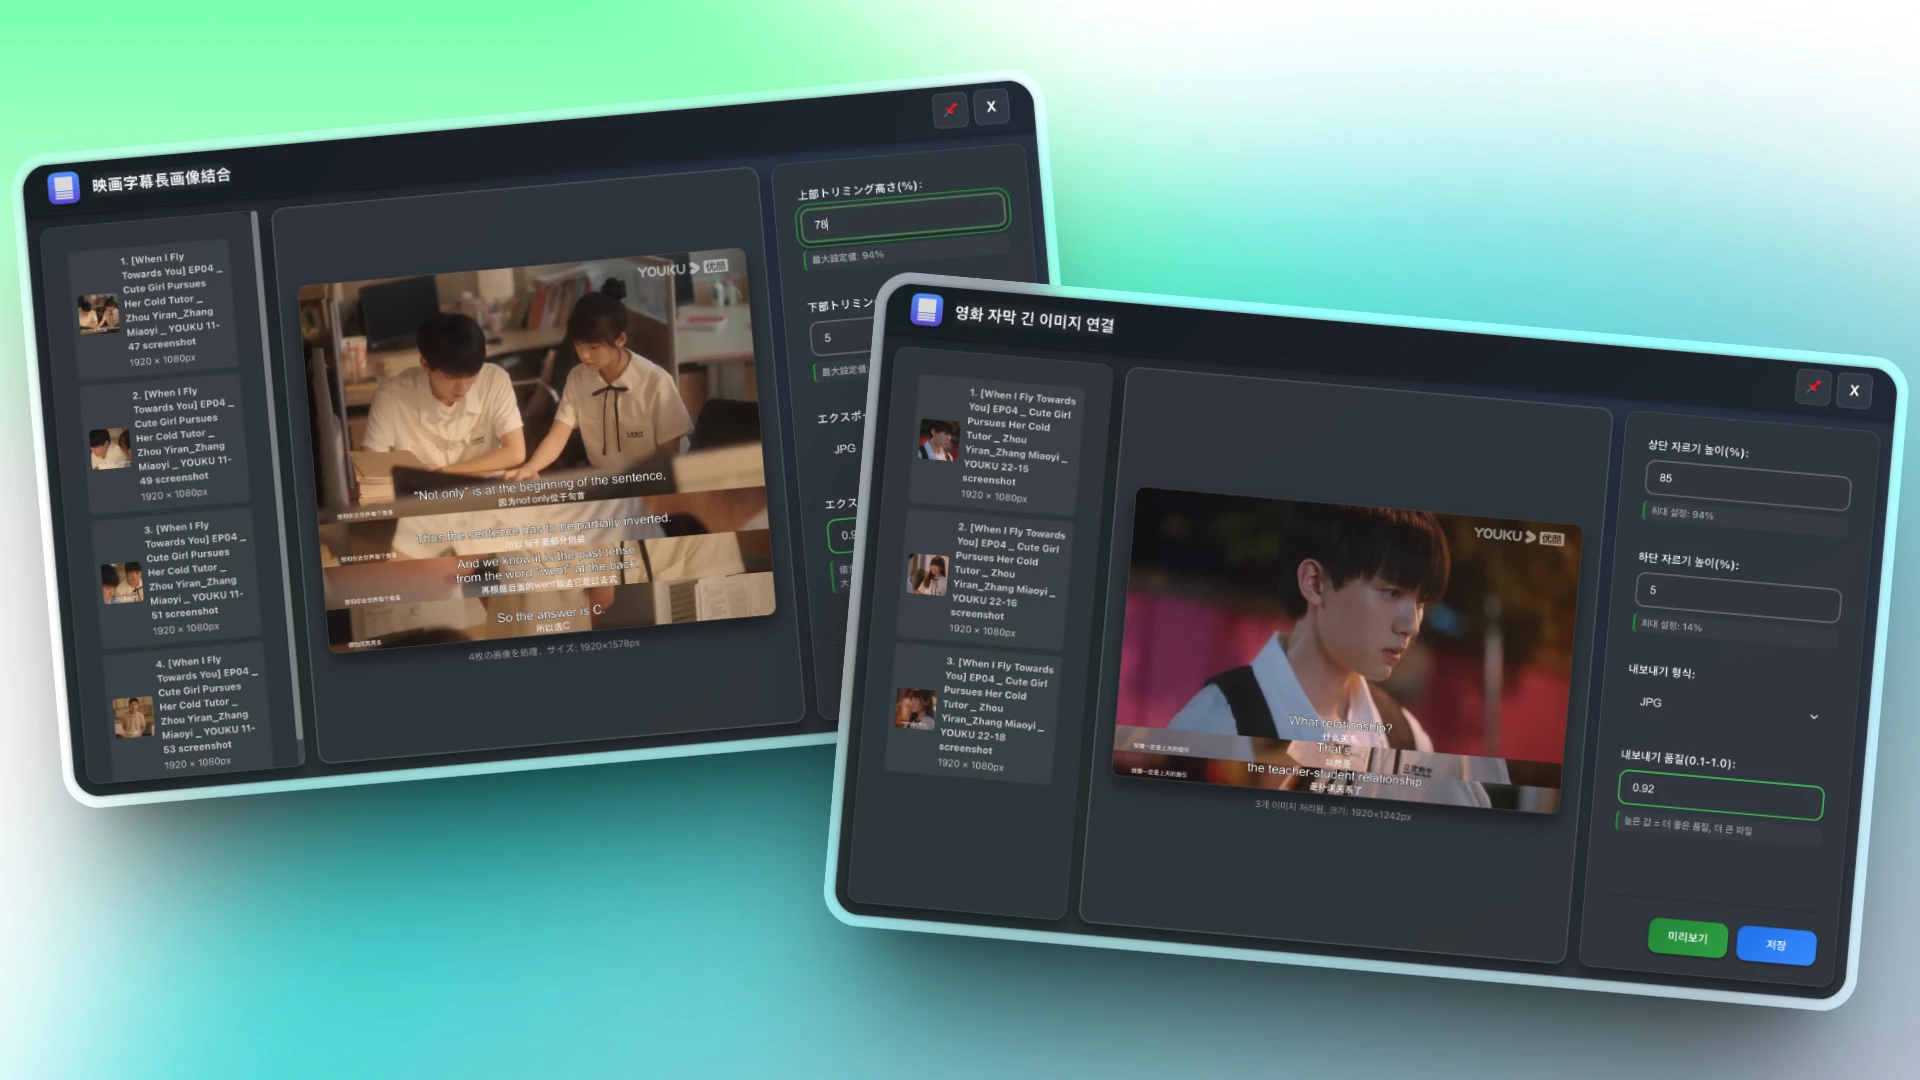 映画字幕長画像結合
X
1. [When I Fly
Towards You] EP04 _
Cute Girl Pursues
Her Cold Tutor _
Zhou Yiran_Zhang
Miaoyi _ YOUKU 11-
47 screenshot
1920 × 1080px
2. [When I Fly
Towards You] EP04 _
Cute Girl Pursues
Her Cold Tutor _
Zhou Yiran_Zhang
Miaoyi _ YOUKU 11-
49 screenshot
1920 × 1080px
3. [When I Fly
Towards You] EP04 _
Cute Girl Pursues
Her Cold Tutor _
Zhou Yiran_Zhang
Miaoyi _ YOUKU 11-
51 screenshot
1920 × 1080px
4. [When I Fly
Towards You] EP04 _
Cute Girl Pursues
Her Cold Tutor _
Zhou Yiran_Zhang
Miaoyi _ YOUKU 11-
53 screenshot
1920 × 1080px
YOUKU 优酷
"Not only" is at the beginning of the sentence,
因为not only位于句首
Thus the sentence has to be partially inverted.
所以句子要部分倒装
And we know it is the past tense
from the word "went" at the back.
再根据后面的went知道它是过去式
So the answer is C.
所以选C
4枚の画像を処理、サイズ: 1920×1578px
上部トリミング高さ(%):
78
最大設定値: 94%
下部トリミン
5
最大設定値:
エクスポー
JPG
エクス
0.9
영화 자막 긴 이미지 연결
X
1. [When I Fly Towards
You] EP04 _ Cute Girl
Pursues Her Cold
Tutor _ Zhou
Yiran_Zhang Miaoyi _
YOUKU 22-15
screenshot
1920 × 1080px
2. [When I Fly Towards
You] EP04 _ Cute Girl
Pursues Her Cold
Tutor _ Zhou
Yiran_Zhang Miaoyi _
YOUKU 22-16
screenshot
1920 × 1080px
3. [When I Fly Towards
You] EP04 _ Cute Girl
Pursues Her Cold
Tutor _ Zhou
Yiran_Zhang Miaoyi _
YOUKU 22-18
screenshot
1920 × 1080px
YOUKU 优酷
What relationship?
什么关系
That's
当然是
the teacher-student relationship.
是补课关系了
3개 이미지 처리됨, 크기: 1920×1242px
상단 자르기 높이(%):
85
최대 설정: 94%
하단 자르기 높이(%):
5
최대 설정: 14%
내보내기 형식:
JPG
내보내기 품질(0.1-1.0):
0.92
높은 값 = 더 좋은 품질, 더 큰 파일
미리보기
저장